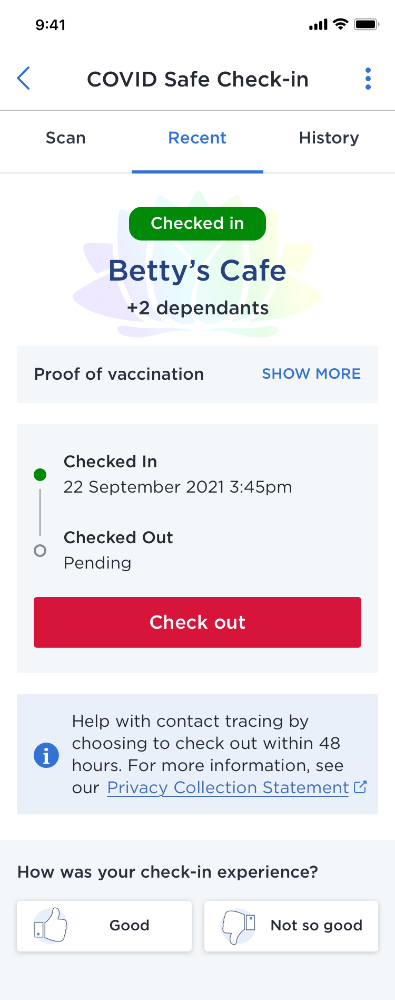 9:41
COVID Safe Check-in
Scan
Recent
History
Checked in
Betty’s Cafe
+2 dependants
Proof of vaccination
SHOW MORE
Checked In
22 September 2021 3:45pm
Checked Out
Pending
Check out
Help with contact tracing by
choosing to check out within 48
hours. For more information, see
our Privacy Collection Statement
How was your check-in experience?
Good
Not so good